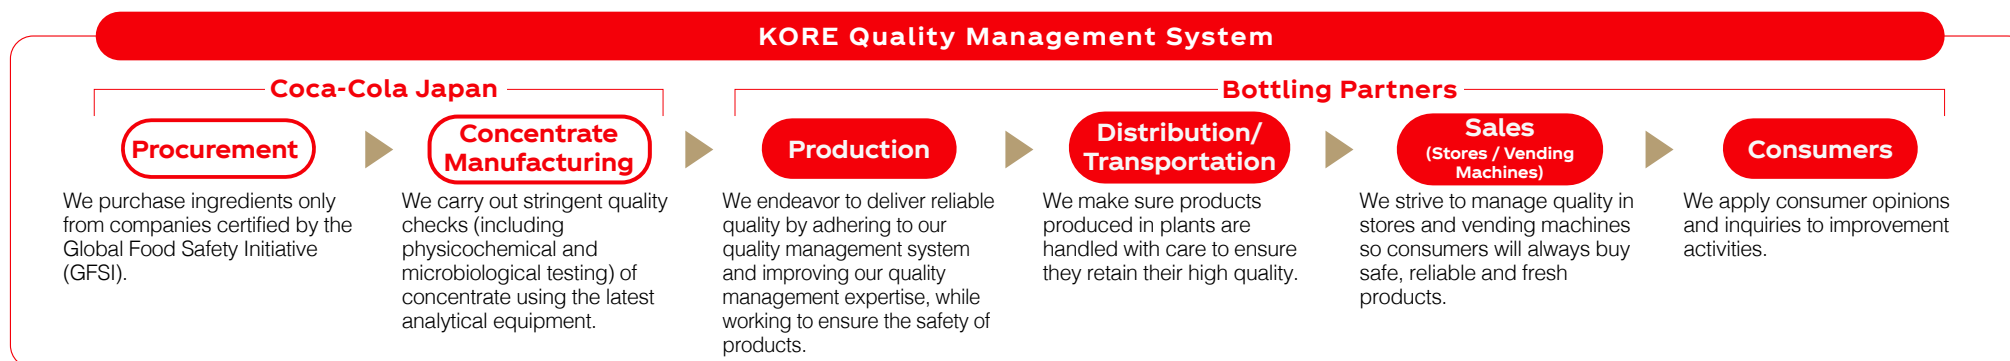 KORE Quality Management System
Coca-Cola Japan
Procurement
We purchase ingredients only
from companies certified by the
Global Food Safety Initiative
(GFSI).
Concentrate
Manufacturing
We carry out stringent quality
checks (including
physicochemical and
microbiological testing) of
concentrate using the latest
analytical equipment.
Bottling Partners
Production
We endeavor to deliver reliable
quality by adhering to our
quality management system
and improving our quality
management expertise, while
working to ensure the safety of
products.
Distribution/
Transportation
We make sure products
produced in plants are
handled with care to ensure
they retain their high quality.
Sales
(Stores / Vending
Machines)
We strive to manage quality in
stores and vending machines
so consumers will always buy
safe, reliable and fresh
products.
Consumers
We apply consumer opinions
and inquiries to improvement
activities.